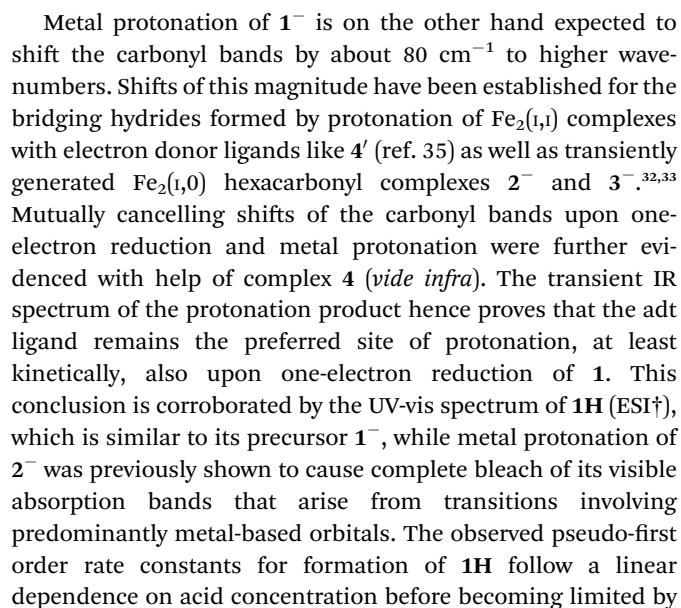 Metal protonation of 1⁻ is on the other hand expected to
shift the carbonyl bands by about 80 cm⁻¹ to higher wave-
numbers. Shifts of this magnitude have been established for the
bridging hydrides formed by protonation of Fe₂(I,I) complexes
with electron donor ligands like 4′ (ref. 35) as well as transiently
generated Fe₂(I,0) hexacarbonyl complexes 2⁻ and 3⁻.³²,³³
Mutually cancelling shifts of the carbonyl bands upon one-
electron reduction and metal protonation were further evi-
denced with help of complex 4 (vide infra). The transient IR
spectrum of the protonation product hence proves that the adt
ligand remains the preferred site of protonation, at least
kinetically, also upon one-electron reduction of 1. This
conclusion is corroborated by the UV-vis spectrum of 1H (ESI†),
which is similar to its precursor 1⁻, while metal protonation of
2⁻ was previously shown to cause complete bleach of its visible
absorption bands that arise from transitions involving
predominantly metal-based orbitals. The observed pseudo-first
order rate constants for formation of 1H follow a linear
dependence on acid concentration before becoming limited by